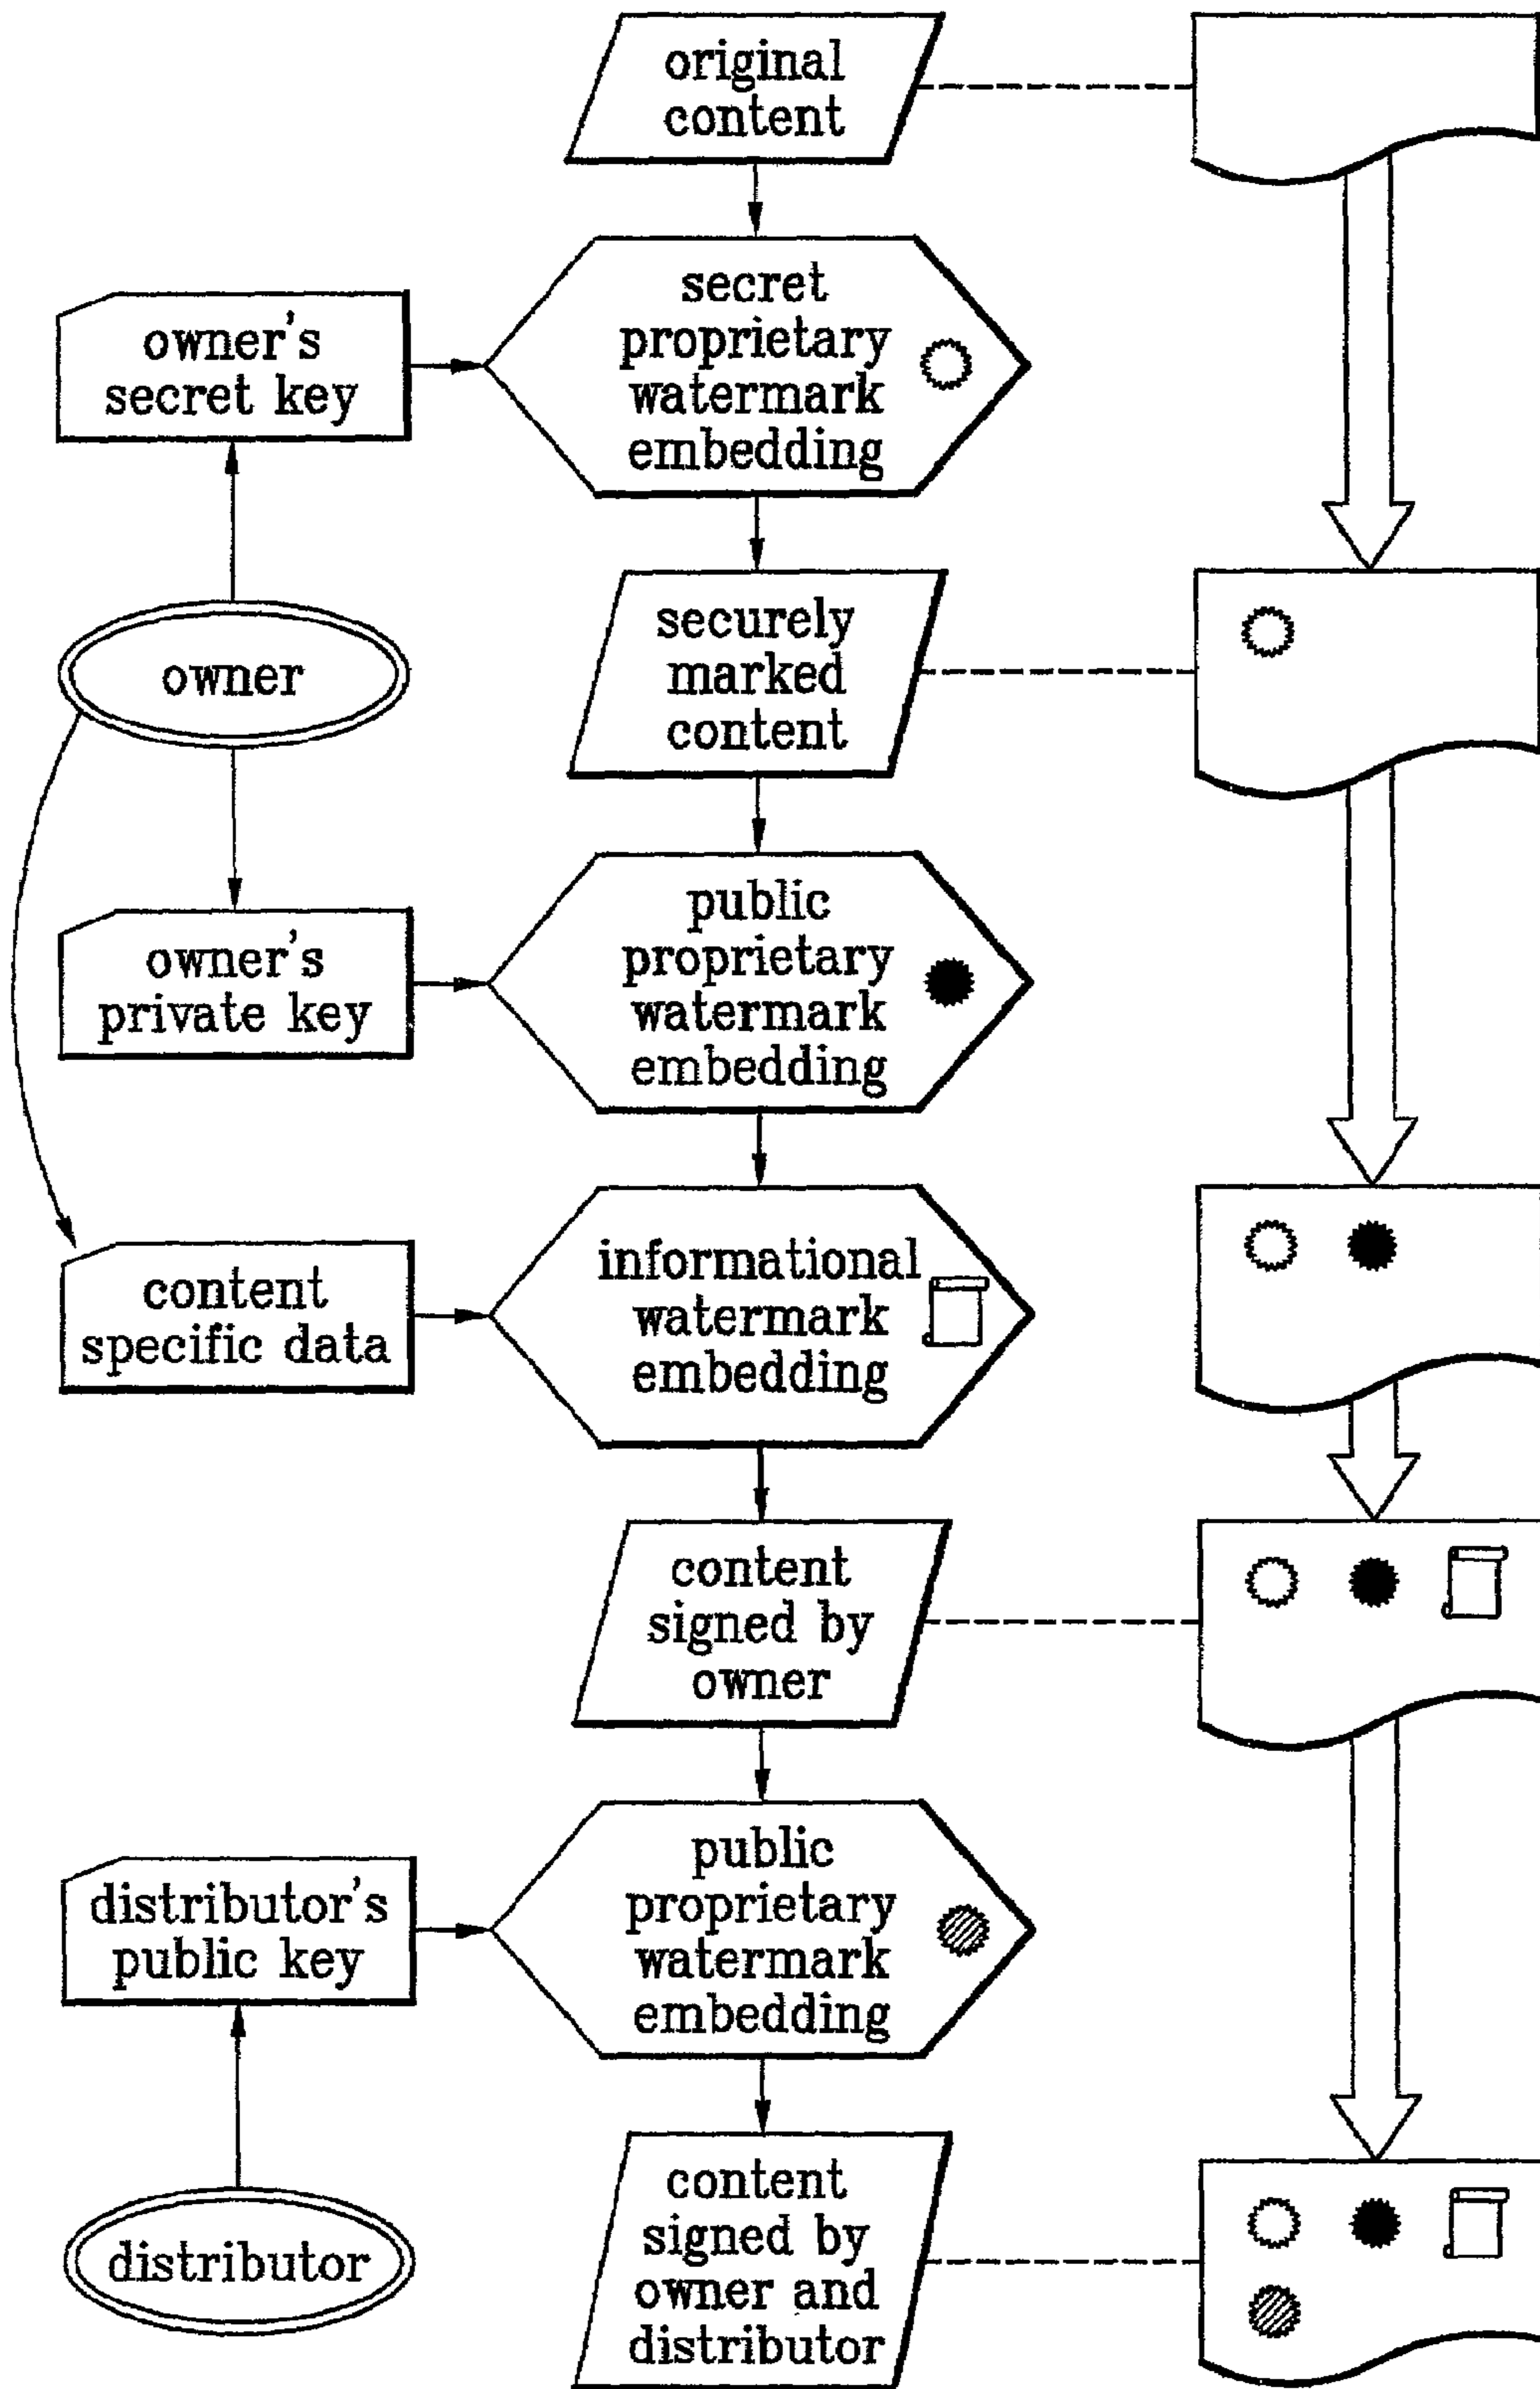 original
content
secret
proprietary
watermark
embedding
owner's
secret key
owner
securely
marked
content
public
proprietary
watermark
embedding
owner's
private key
informational
watermark
embedding
content
specific data
content
signed by
owner
public
proprietary
watermark
embedding
distributor's
public key
distributor
content
signed by
owner and
distributor